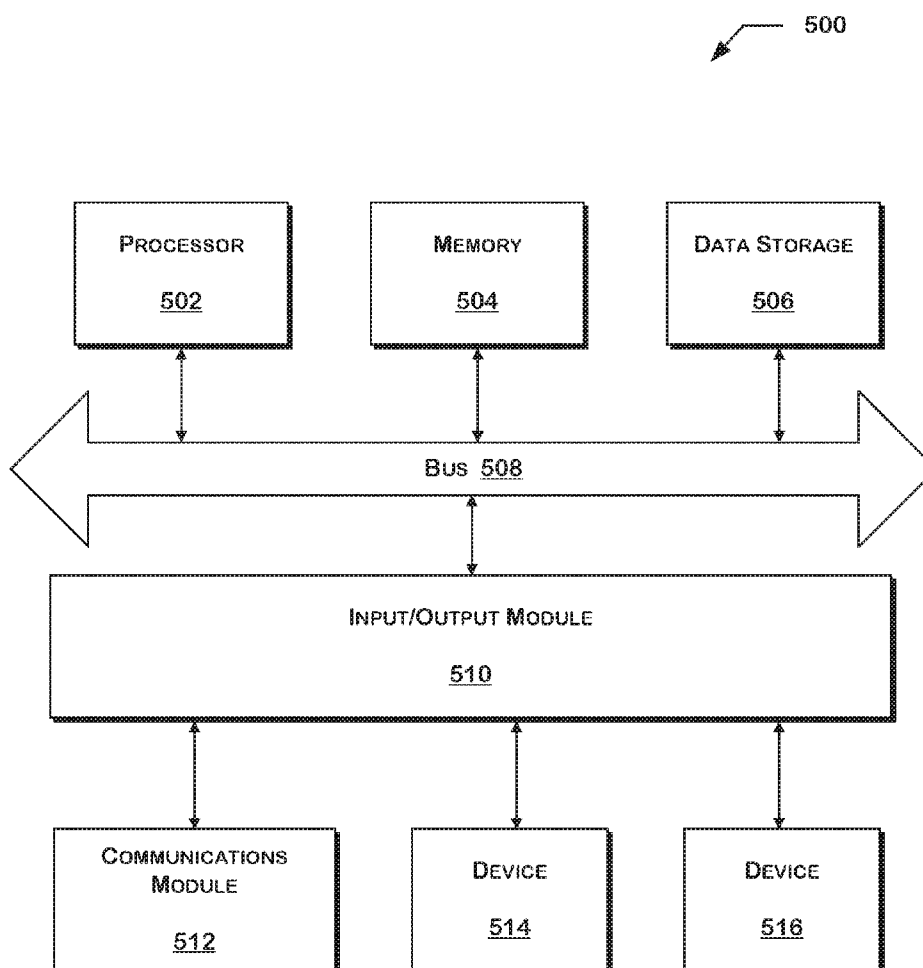 500
PROCESSOR
502
MEMORY
504
DATA STORAGE
506
BUS 508
INPUT/OUTPUT MODULE
510
COMMUNICATIONS
MODULE
512
DEVICE
514
DEVICE
516